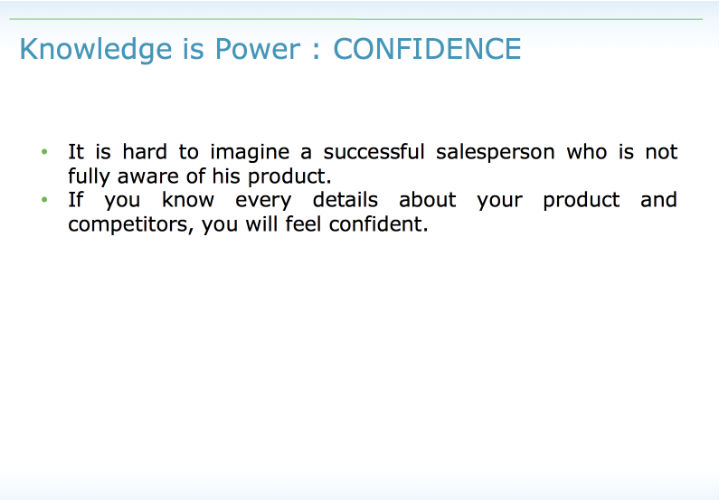 Knowledge is Power : CONFIDENCE
• It is hard to imagine a successful salesperson who is not
fully aware of his product.
• If you know every details about your product and
competitors, you will feel confident.